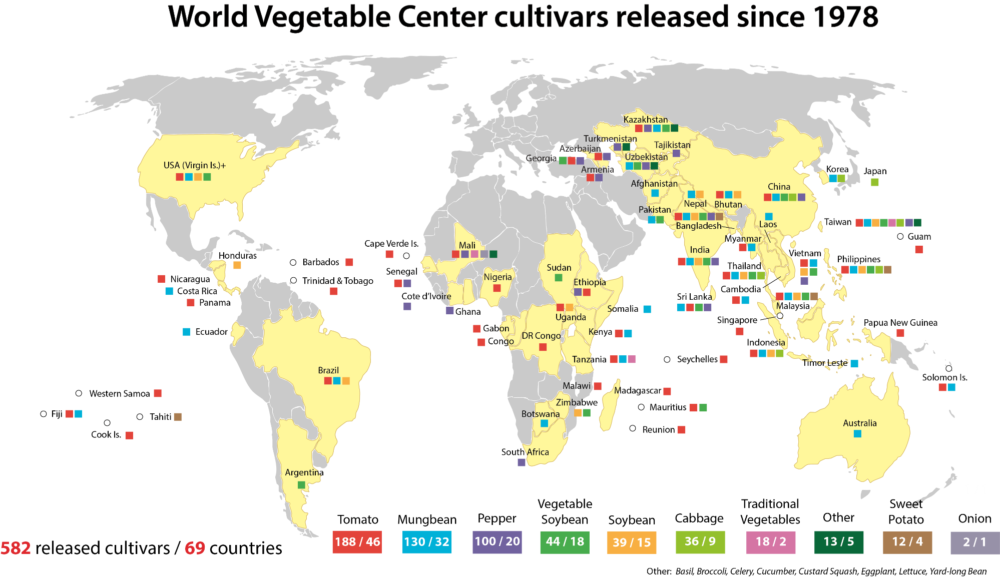 World Vegetable Center cultivars released since 1978
Kazakhstan
Turkmenistan
Tajikistan
Azerbaijan
Georgia
Uzbekistan
USA (Virgin Is.)+
Armenia
Korea
Japan
Afghanistan
China
Nepal
Bhutan
Pakistan
Bangladesh
Laos
Taiwan
Guam
Myanmar
Cape Verde Is.
Mali
India
Vietnam
Honduras
Barbados
Philippines
Sudan
Thailand
Senegal
Nigeria
Nicaragua
Trinidad & Tobago
Ethiopia
Costa Rica
Cambodia
Panama
Cote d'Ivoire
Sri Lanka
Malaysia
Ghana
Somalia
Uganda
Singapore
Papua New Guinea
Ecuador
Gabon
Kenya
DR Congo
Congo
Indonesia
Tanzania
Seychelles
Timor Leste
Brazil
Solomon Is.
Malawi
Madagascar
Western Samoa
Zimbabwe
Mauritius
Fiji
Tahiti
Botswana
Australia
Cook Is.
Reunion
South Africa
Argentina
Tomato
188 / 46
Mungbean
130 / 32
Pepper
100 / 20
Vegetable
Soybean
44 / 18
Soybean
39 / 15
Cabbage
36 / 9
Traditional
Vegetables
18 / 2
Other
13 / 5
Sweet
Potato
12 / 4
Onion
2 / 1
582 released cultivars / 69 countries
Other: Basil, Broccoli, Celery, Cucumber, Custard Squash, Eggplant, Lettuce, Yard-long Bean